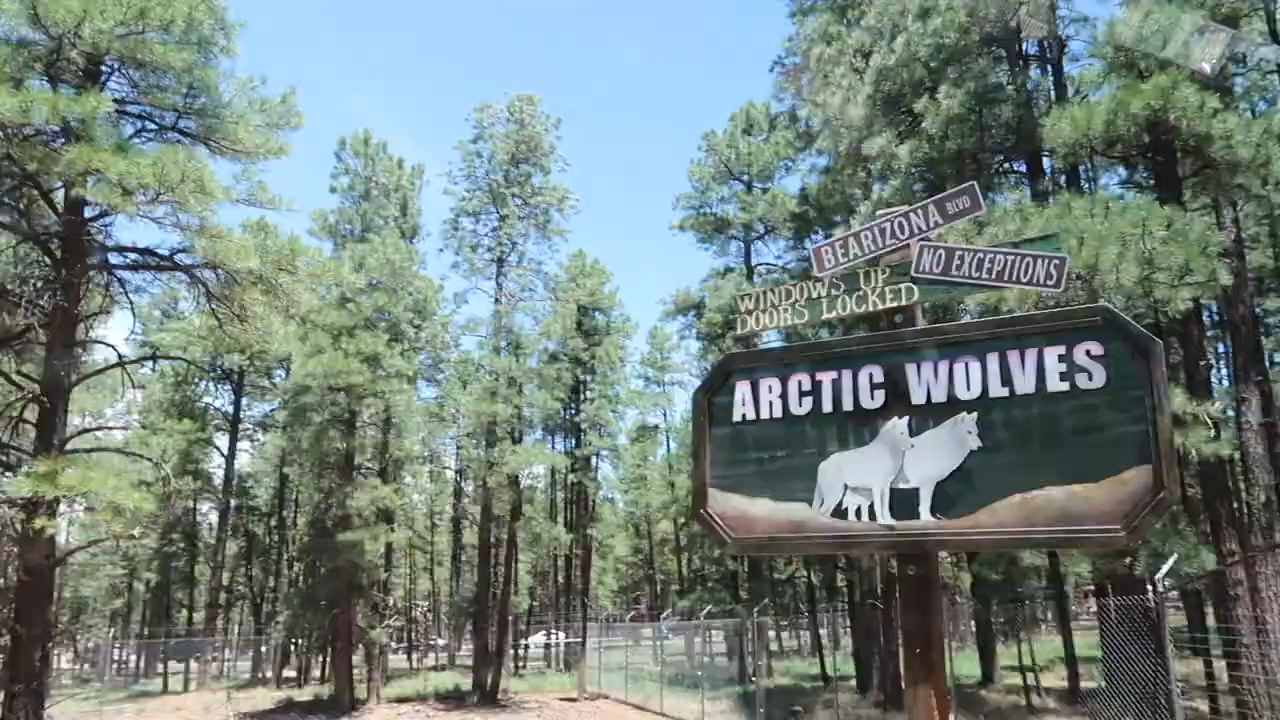 BEARIZONA BLVD
NO EXCEPTIONS
WINDOWS UP
DOORS LOCKED
ARCTIC WOLVES